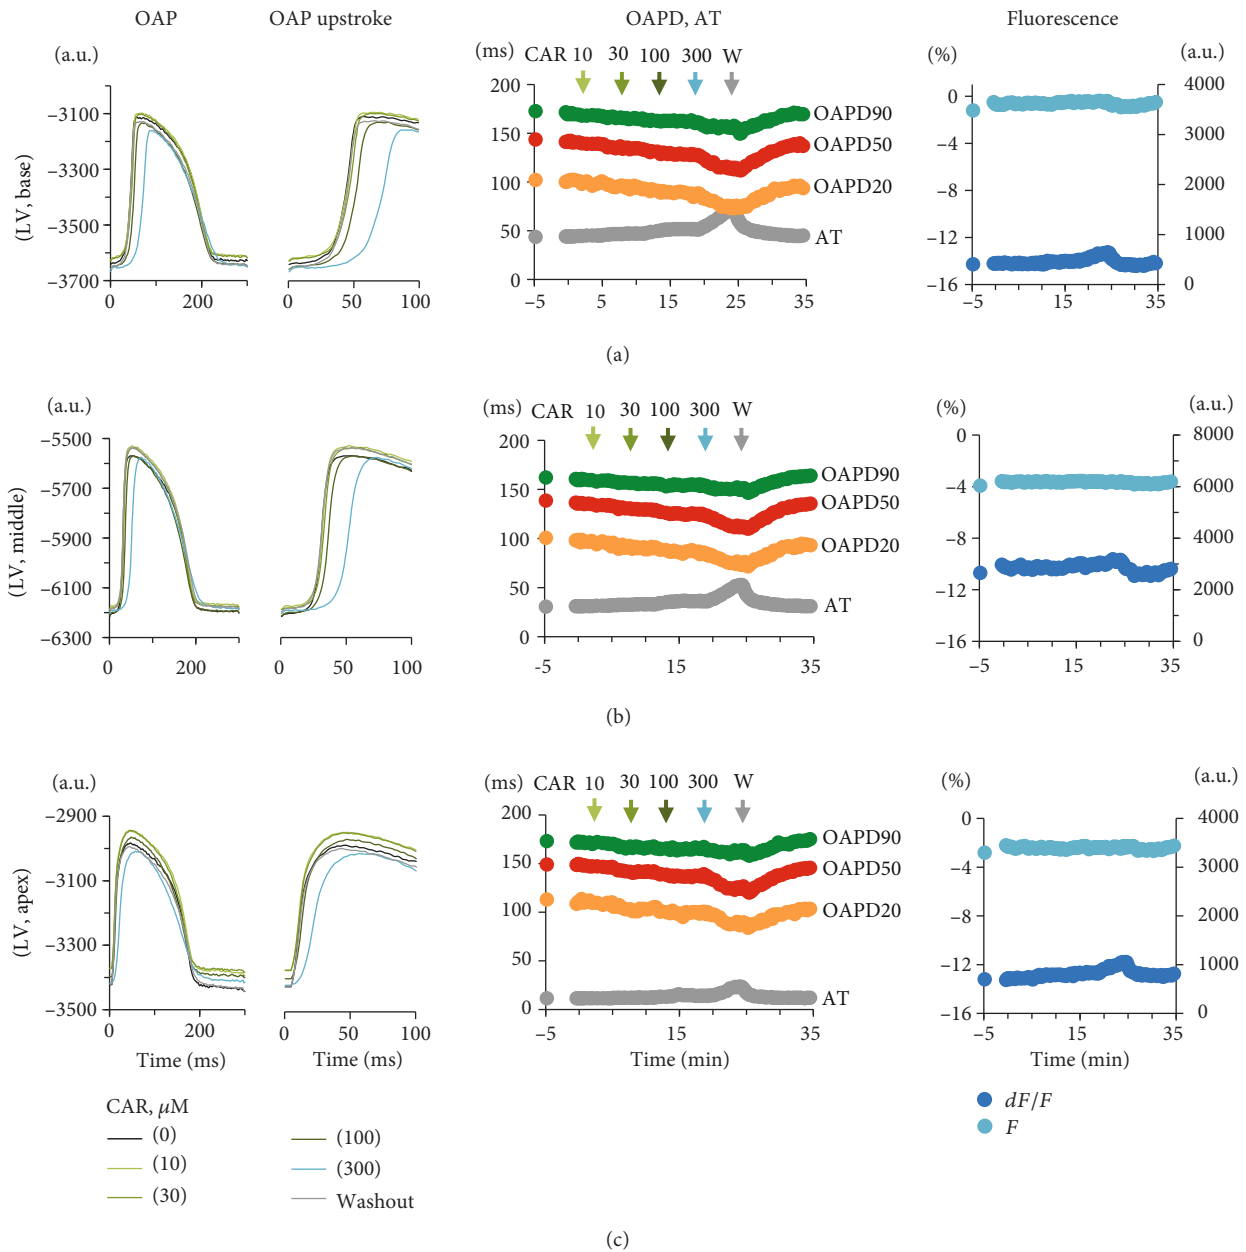 OAP
OAP upstroke
OAPD, AT
Fluorescence
(a.u.)
(LV, base)
−3100
−3300
−3500
−3700
0
200
0
50
100
(ms)
CAR
10
30
100
300
W
200
150
100
50
0
OAPD90
OAPD50
OAPD20
AT
−5
5
15
25
35
(%)
(a.u.)
0
−4
−8
−12
−16
4000
3000
2000
1000
0
−5
15
35
(a)
(a.u.)
(LV, middle)
−5500
−5700
−5900
−6100
−6300
0
200
0
50
100
(ms)
CAR
10
30
100
300
W
200
150
100
50
0
OAPD90
OAPD50
OAPD20
AT
-5
15
35
(%)
(a.u.)
0
−4
−8
−12
−16
8000
6000
4000
2000
0
−5
15
35
(b)
(a.u.)
(LV, apex)
−2900
−3100
−3300
−3500
0
200
Time (ms)
0
50
100
Time (ms)
(ms)
CAR
10
30
100
300
W
200
150
100
50
0
OAPD90
OAPD50
OAPD20
AT
−5
15
35
Time (min)
(%)
(a.u.)
0
−4
−8
−12
−16
4000
3000
2000
1000
0
−5
15
35
Time (min)
CAR, μM
(0)
(10)
(30)
(100)
(300)
Washout
dF/F
F
(c)